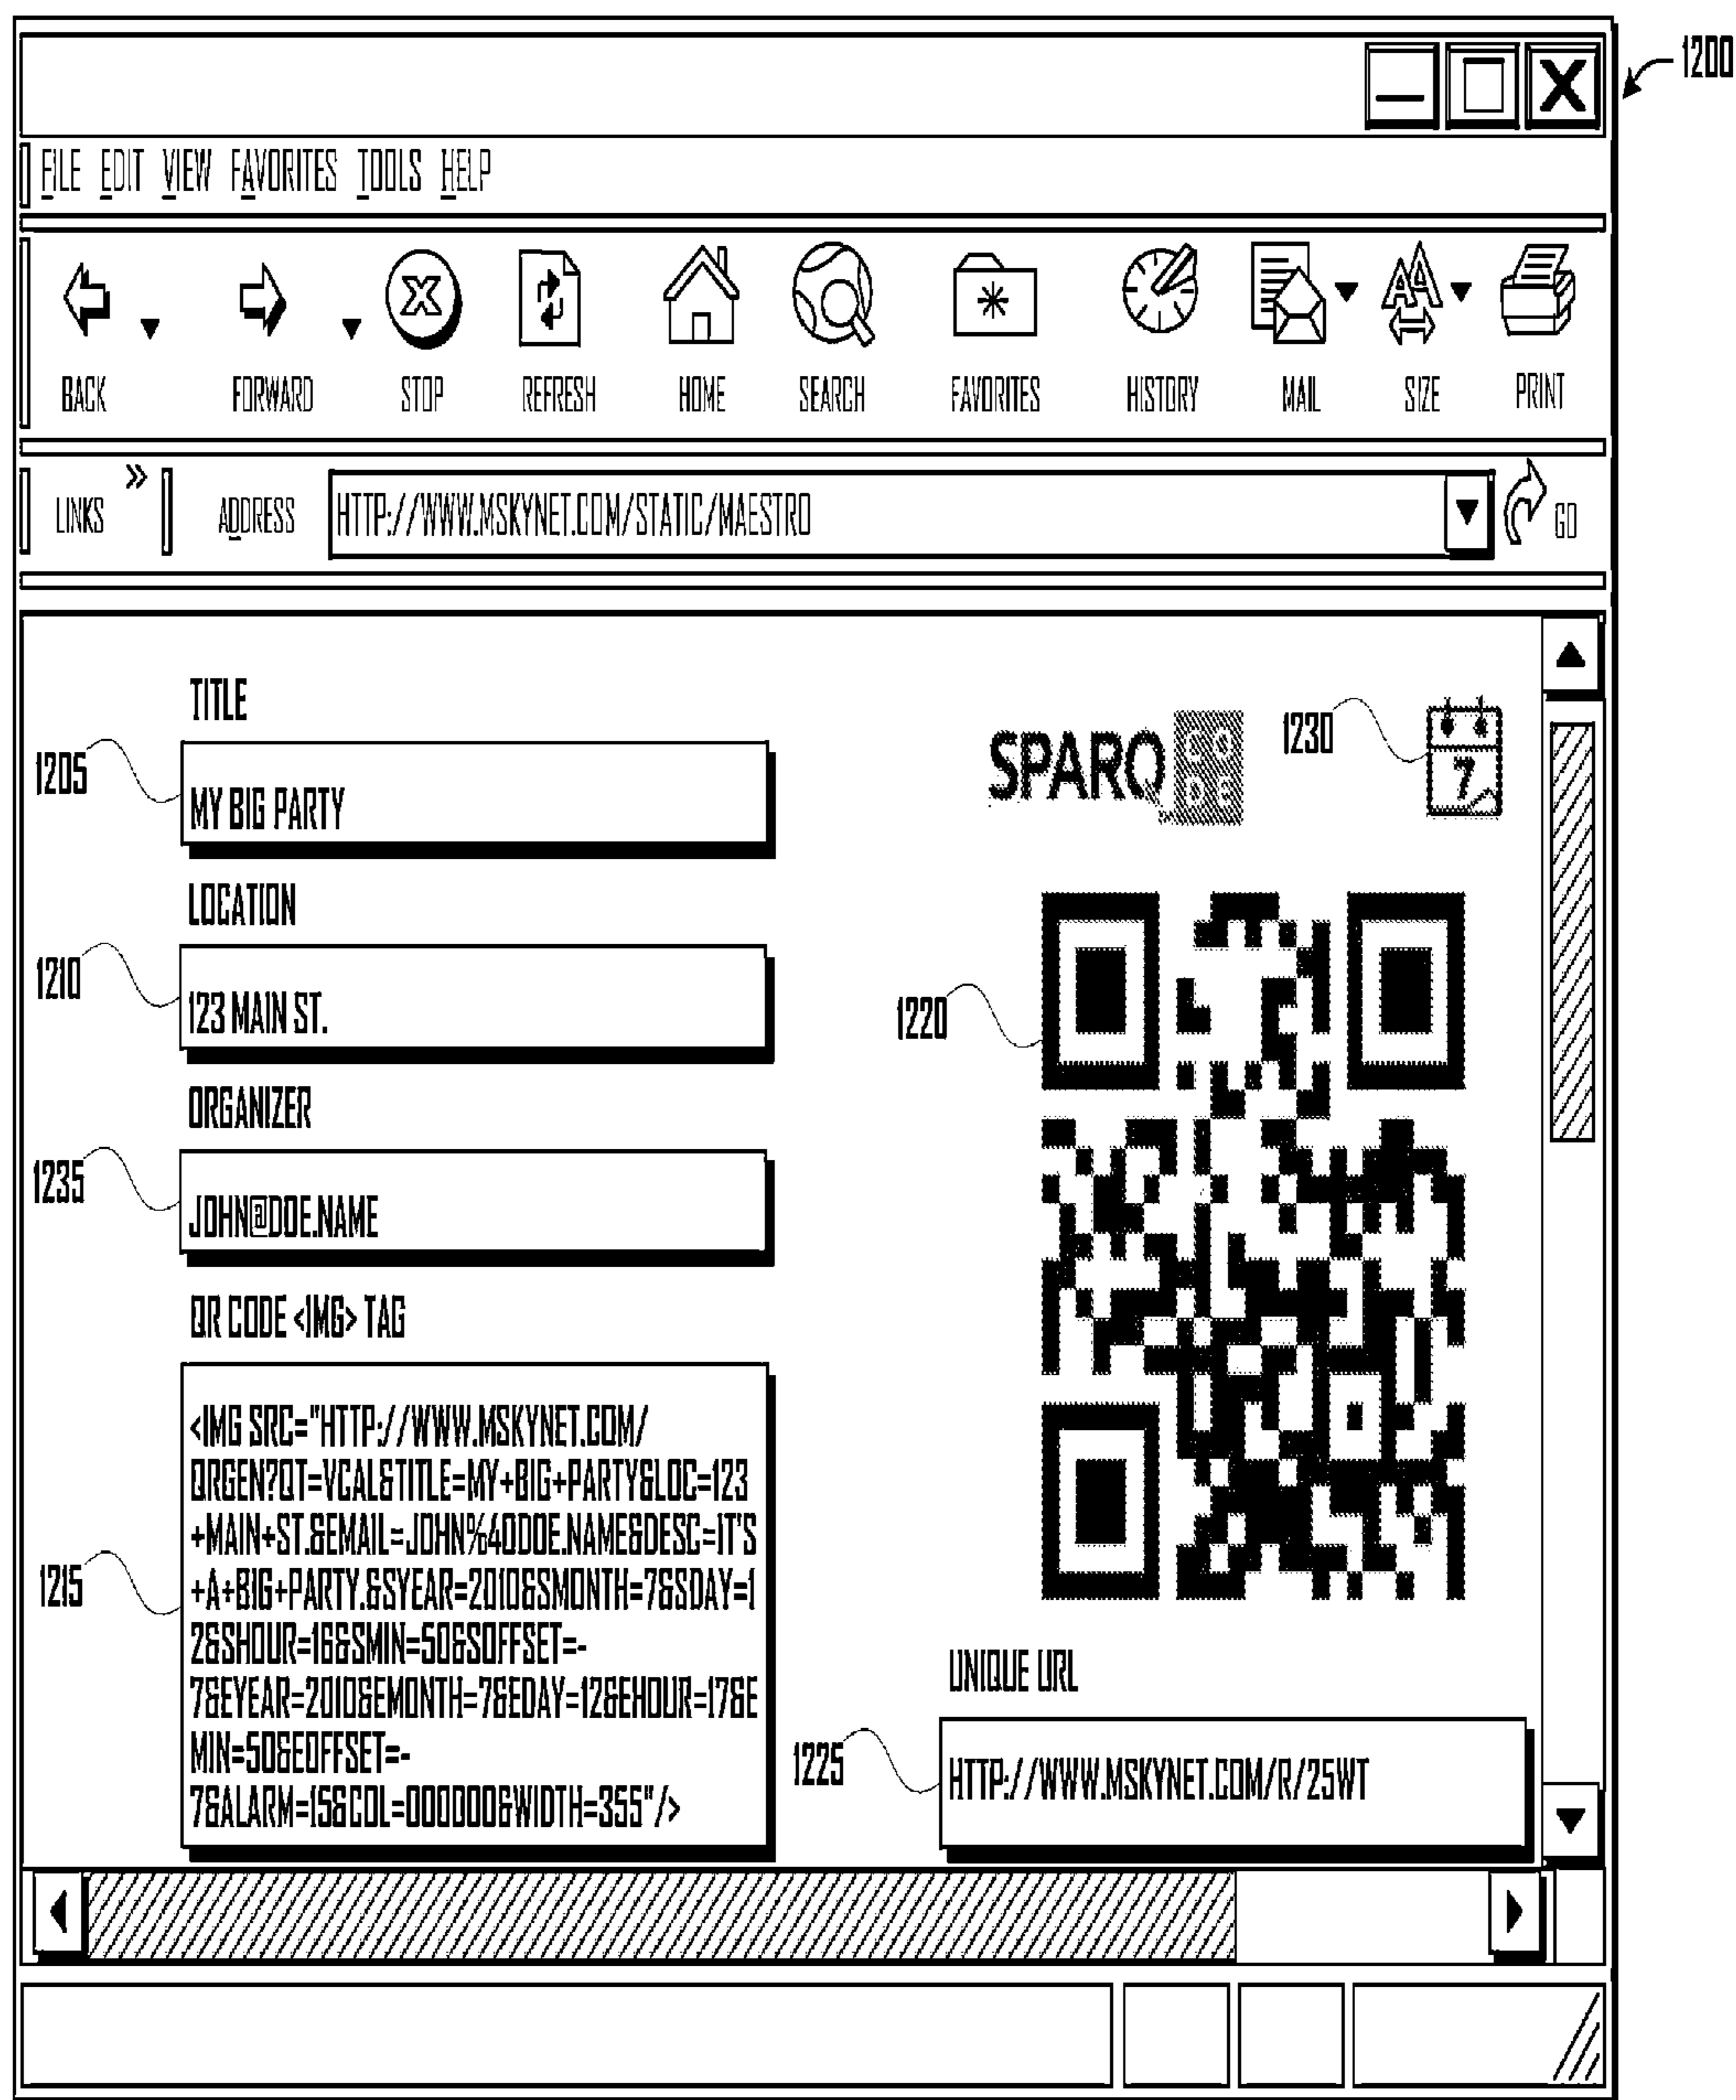 1200
FILE EDIT VIEW FAVORITES TOOLS HELP
BACK FORWARD STOP REFRESH HOME SEARCH FAVORITES HISTORY MAIL SIZE PRINT
LINKS » ADDRESS HTTP://WWW.MSKYNET.COM/STATIC/MAESTRO GO
TITLE
1205
MY BIG PARTY
LOCATION
1210
123 MAIN ST.
ORGANIZER
1235
JOHN@DOE.NAME
QR CODE <IMG> TAG
1215
<IMG SRC="HTTP://WWW.MSKYNET.COM/
QRGEN?QT=VCAL&TITLE=MY+BIG+PARTY&LOC=123
+MAIN+ST.&EMAIL=JOHN%40DOE.NAME&DESC=IT'S
+A+BIG+PARTY.&SYEAR=2010&SMONTH=7&SDAY=1
2&SHOUR=16&SMIN=50&SOFFSET=-
7&EYEAR=2010&EMONTH=7&EDAY=12&EHOUR=17&E
MIN=50&EOFFSET=-
7&ALARM=15&COL=000000&WIDTH=355"/>
SPARQ CO
DE
1230
7
1220
UNIQUE URL
1225
HTTP://WWW.MSKYNET.COM/R/25WT